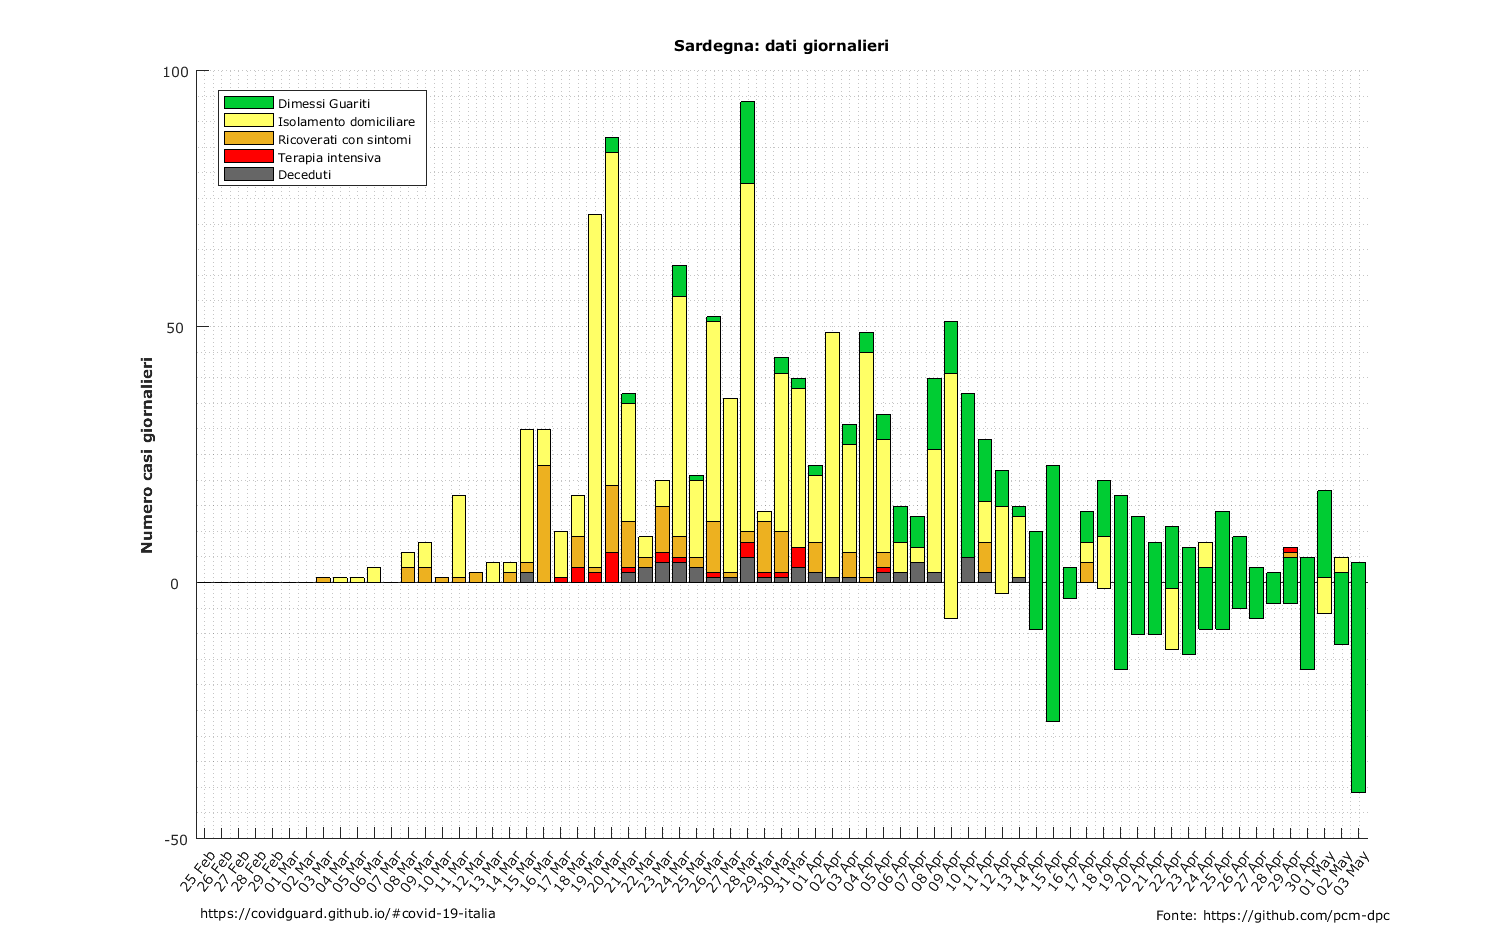 Sardegna: dati giornalieri
Numero casi giornalieri
100
50
0
-50
Dimessi Guariti
Isolamento domiciliare
Ricoverati con sintomi
Terapia intensiva
Deceduti
25 Feb
26 Feb
27 Feb
28 Feb
29 Feb
01 Mar
02 Mar
03 Mar
04 Mar
05 Mar
06 Mar
07 Mar
08 Mar
09 Mar
10 Mar
11 Mar
12 Mar
13 Mar
14 Mar
15 Mar
16 Mar
17 Mar
18 Mar
19 Mar
20 Mar
21 Mar
22 Mar
23 Mar
24 Mar
25 Mar
26 Mar
27 Mar
28 Mar
29 Mar
30 Mar
31 Mar
01 Apr
02 Apr
03 Apr
04 Apr
05 Apr
06 Apr
07 Apr
08 Apr
09 Apr
10 Apr
11 Apr
12 Apr
13 Apr
14 Apr
15 Apr
16 Apr
17 Apr
18 Apr
19 Apr
20 Apr
21 Apr
22 Apr
23 Apr
24 Apr
25 Apr
26 Apr
27 Apr
28 Apr
29 Apr
30 Apr
01 May
02 May
03 May
https://covidguard.github.io/#covid-19-italia
Fonte: https://github.com/pcm-dpc